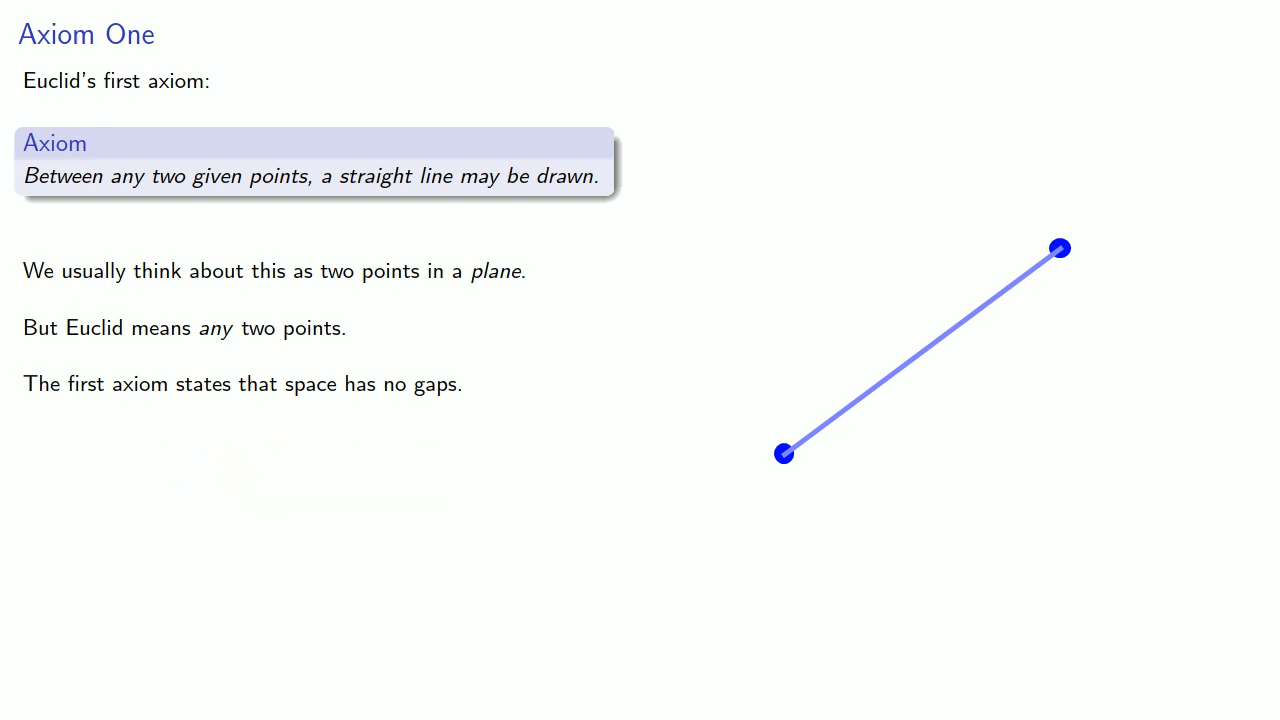 Axiom One
Euclid's first axiom:
Axiom
Between any two given points, a straight line may be drawn.
We usually think about this as two points in a plane.
But Euclid means any two points.
The first axiom states that space has no gaps.